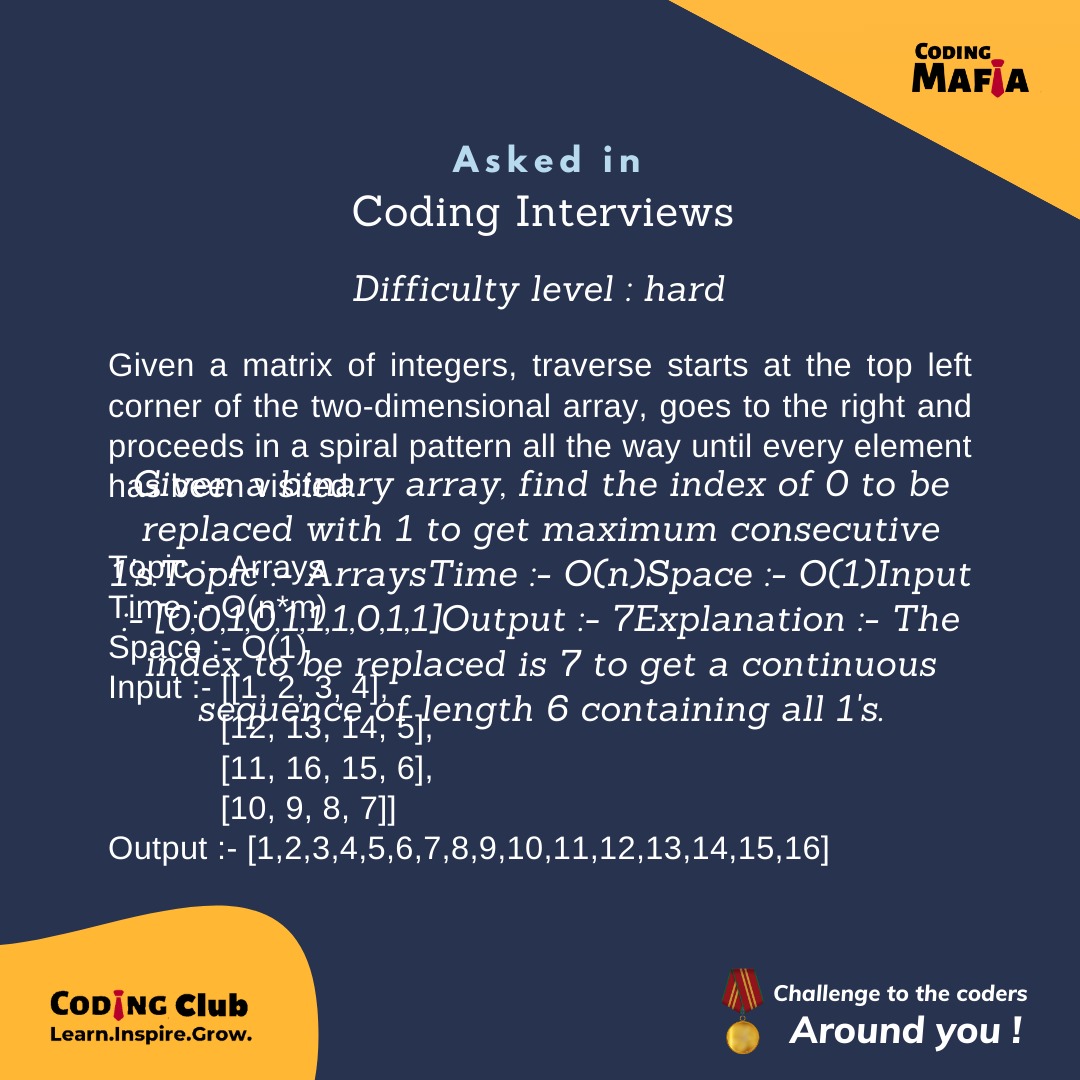 CODING
MAFIA
Asked in
Coding Interviews
Difficulty level : hard
Given a matrix of integers, traverse starts at the top left
corner of the two-dimensional array, goes to the right and
proceeds in a spiral pattern all the way until every element
has been visited.
Given a binary array, find the index of 0 to be
replaced with 1 to get maximum consecutive
Topic :- Arrays
1's.Topic :- ArraysTime :- O(n)Space :- O(1)Input
Time :- O(n*m)
:- [0,0,1,0,1,1,1,0,1,1]Output :- 7Explanation :- The
Space :- O(1)
index to be replaced is 7 to get a continuous
Input :- [[1, 2, 3, 4],
sequence of length 6 containing all 1's.
[12, 13, 14, 5],
[11, 16, 15, 6],
[10, 9, 8, 7]]
Output :- [1,2,3,4,5,6,7,8,9,10,11,12,13,14,15,16]
CODING Club
Learn.Inspire.Grow.
Challenge to the coders
Around you !